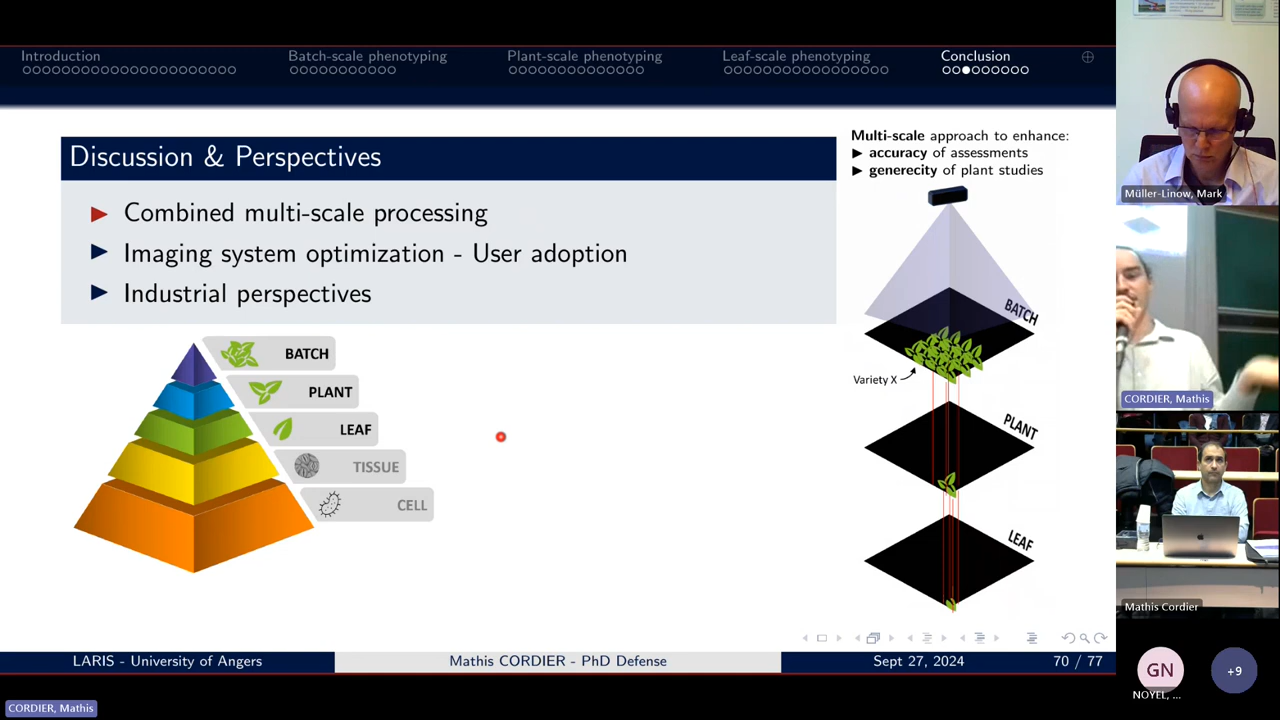 Introduction
Batch-scale phenotyping
Plant-scale phenotyping
Leaf-scale phenotyping
Conclusion
Discussion & Perspectives
Combined multi-scale processing
Imaging system optimization - User adoption
Industrial perspectives
BATCH
PLANT
LEAF
TISSUE
CELL
Multi-scale approach to enhance:
accuracy of assessments
generecity of plant studies
BATCH
Variety X
PLANT
LEAF
LARIS - University of Angers
Mathis CORDIER - PhD Defense
Sept 27, 2024
70 / 77
CORDIER, Mathis
Müller-Linow, Mark
CORDIER, Mathis
Mathis Cordier
GN
NOYEL, ...
+9